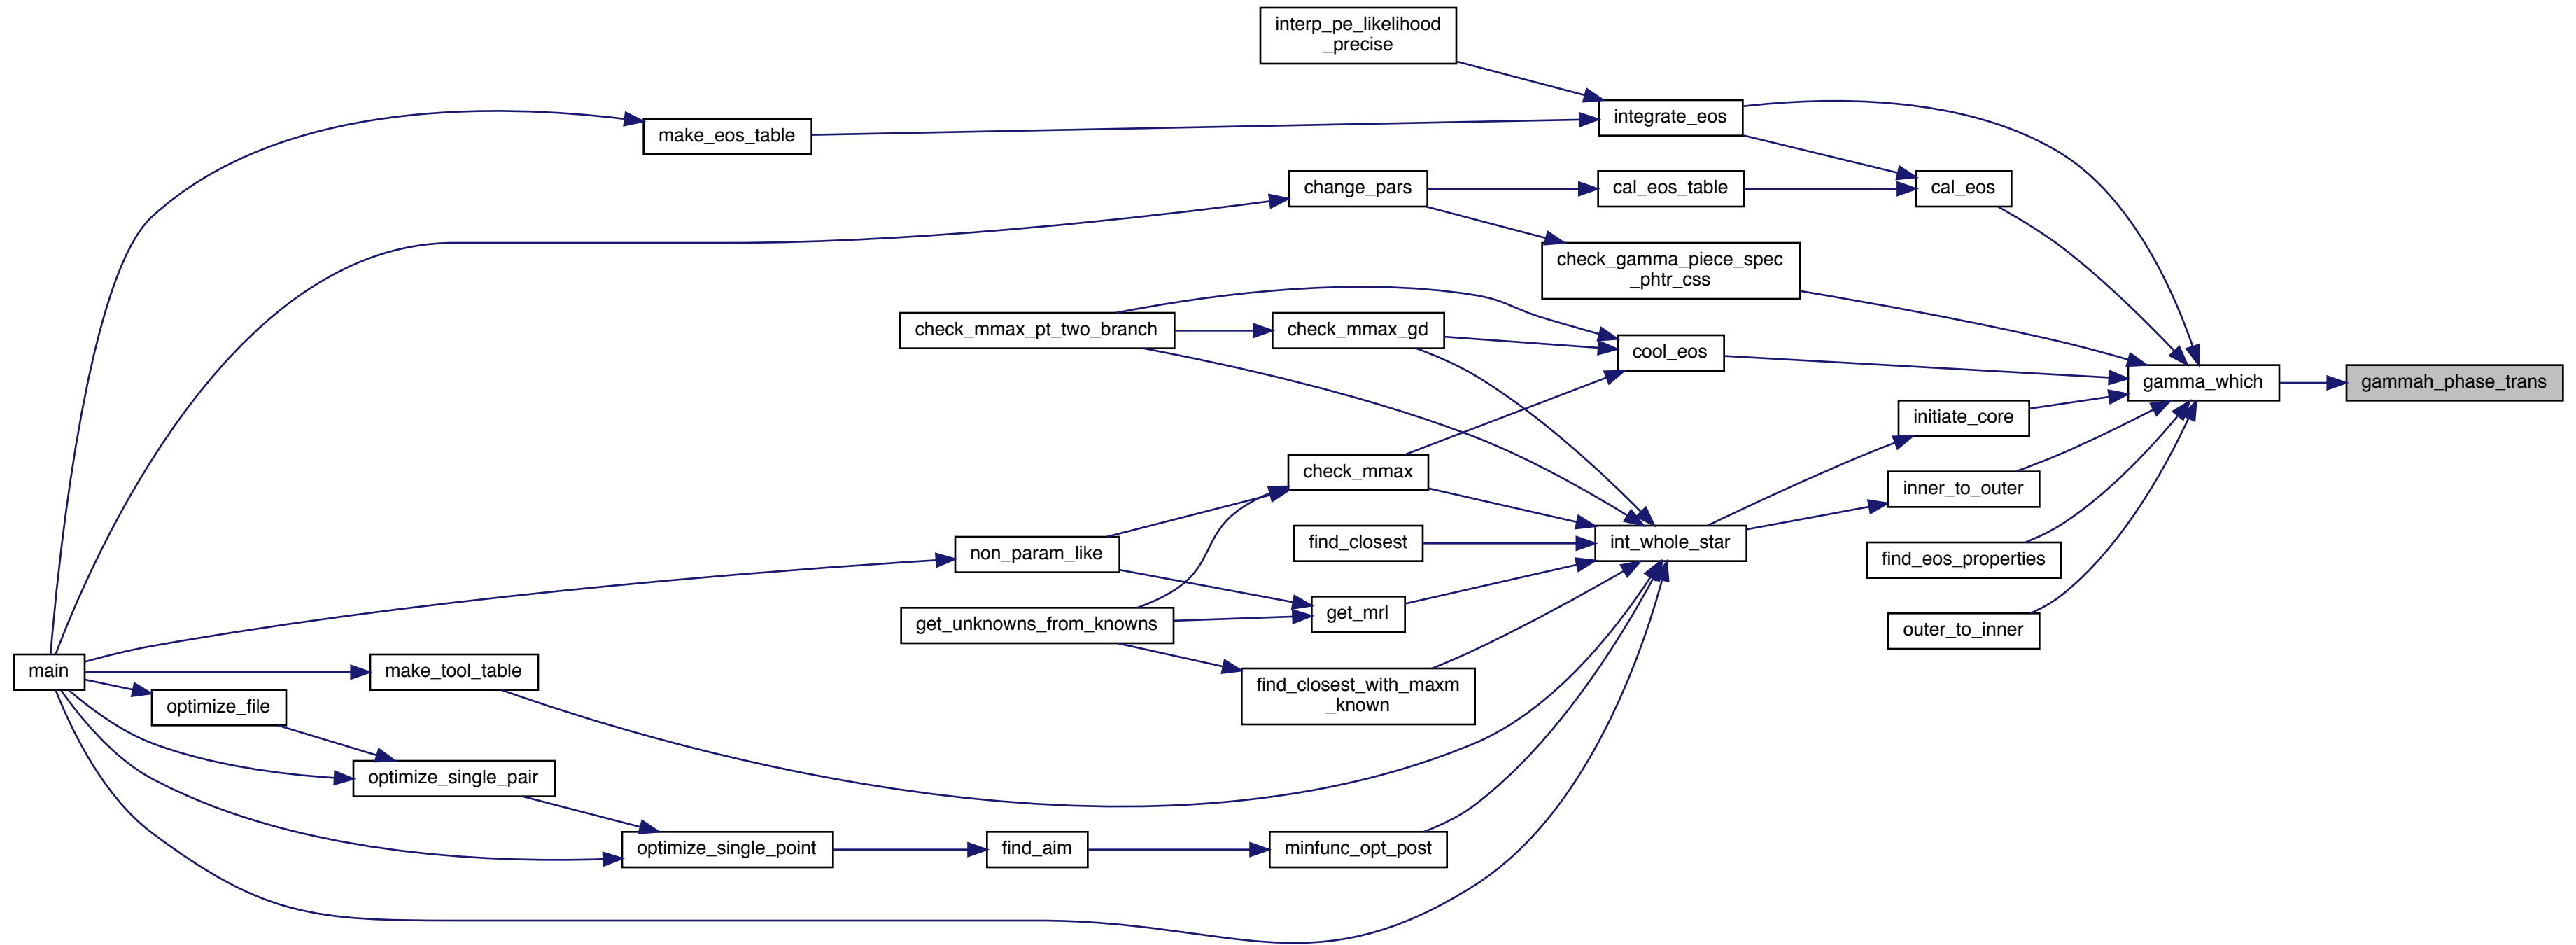 interp_pe_likelihood
_precise
integrate_eos
make_eos_table
change_pars
cal_eos_table
cal_eos
check_gamma_piece_spec
_phtr_css
check_mmax_pt_two_branch
check_mmax_gd
cool_eos
gamma_which
gammah_phase_trans
initiate_core
check_mmax
inner_to_outer
non_param_like
find_closest
int_whole_star
find_eos_properties
get_unknowns_from_knowns
get_mrl
outer_to_inner
main
make_tool_table
find_closest_with_maxm
_known
optimize_file
optimize_single_pair
optimize_single_point
find_aim
minfunc_opt_post